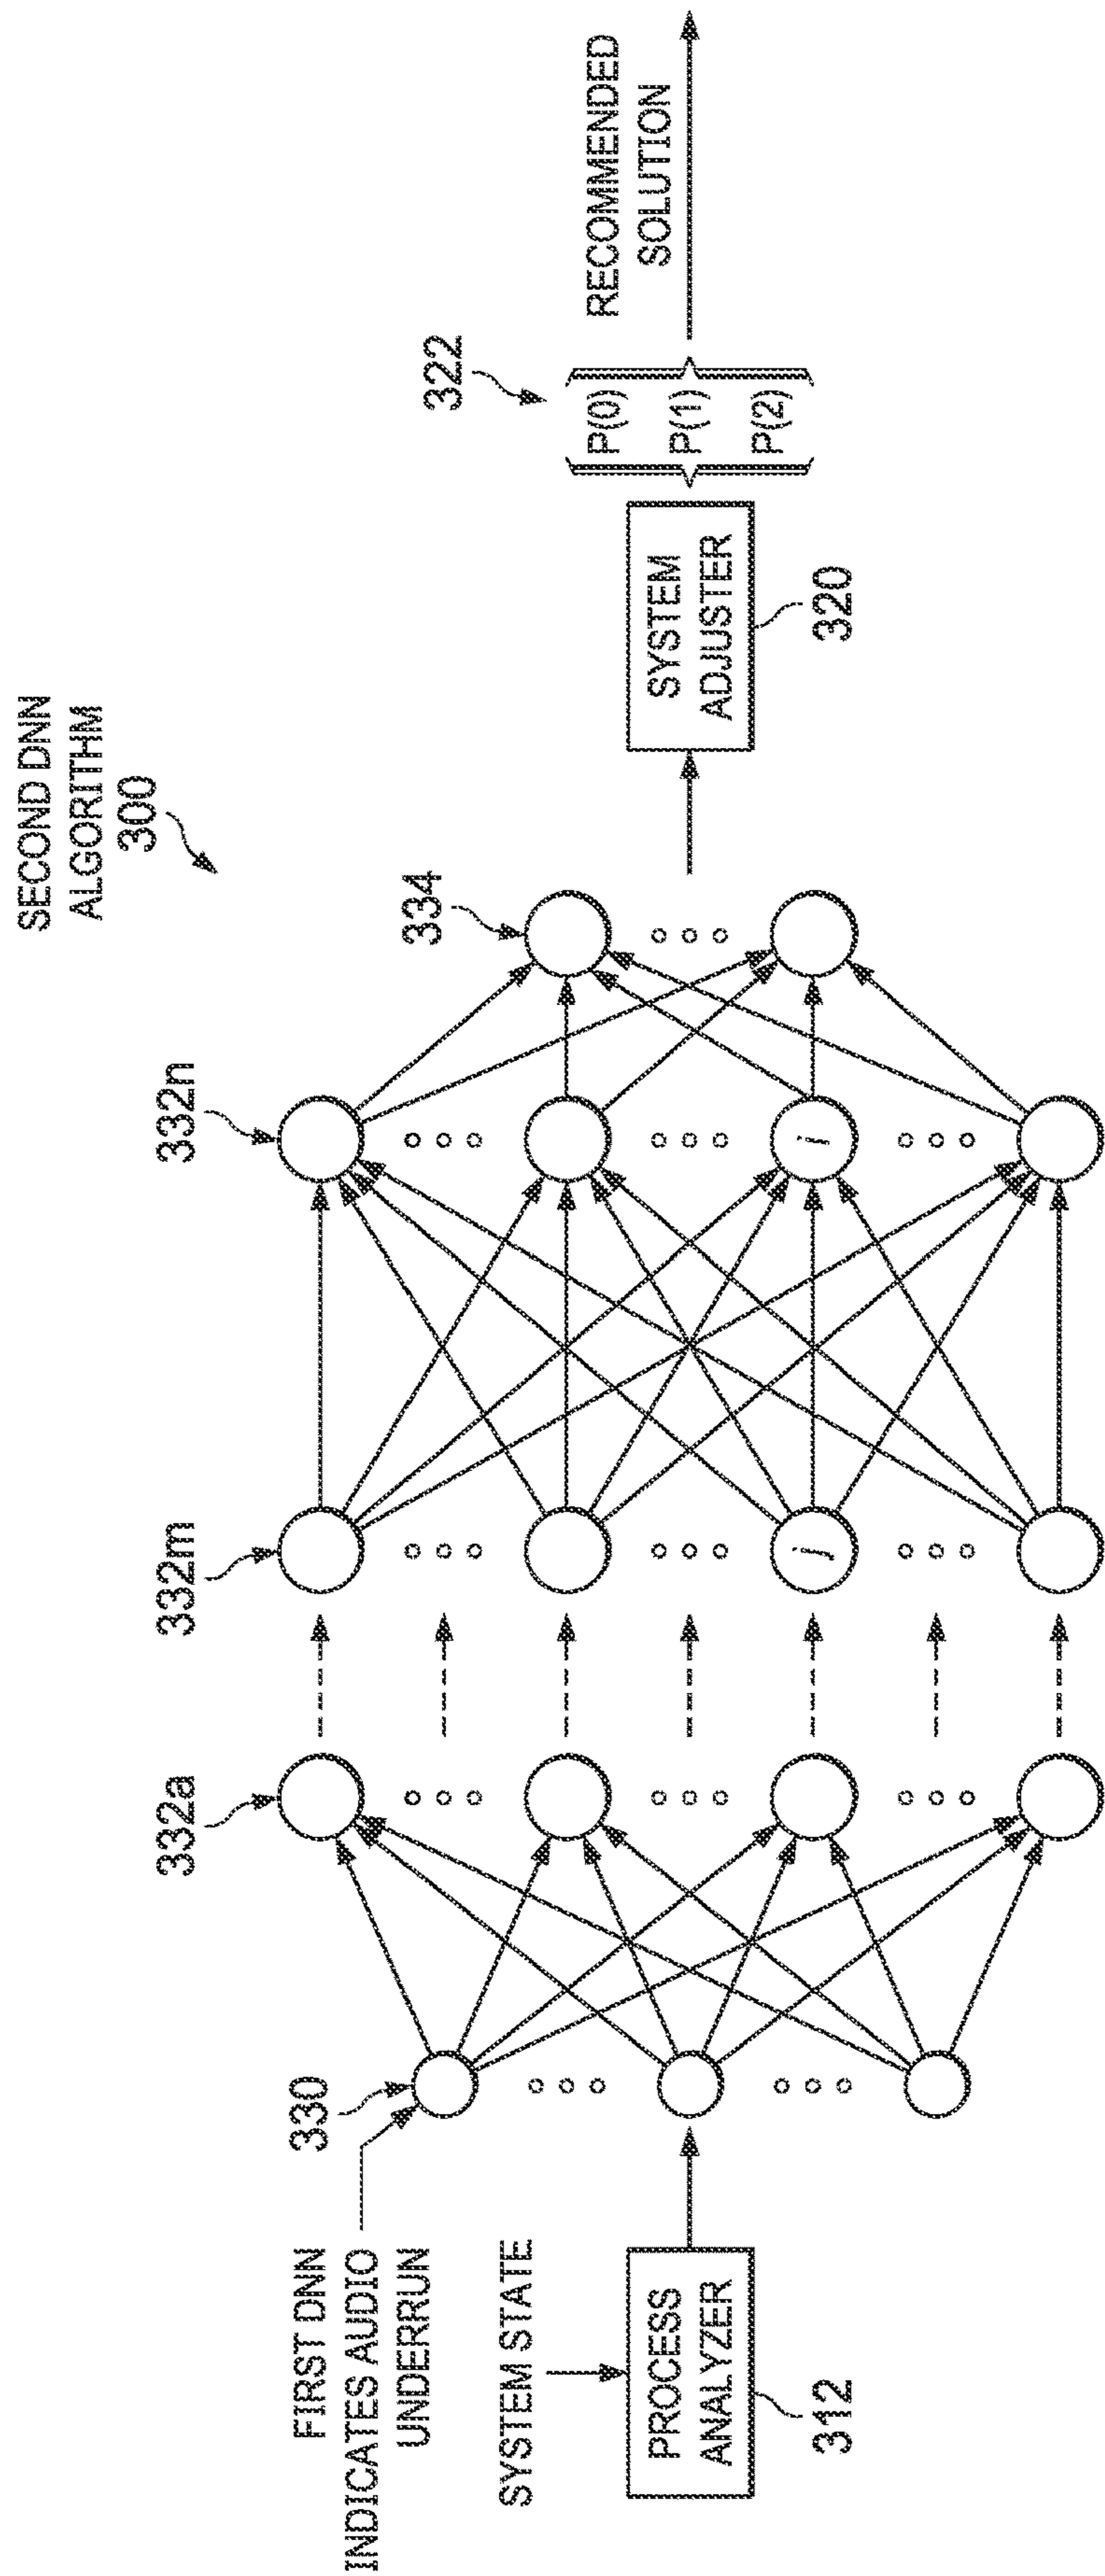 SECOND DNN
ALGORITHM
300
FIRST DNN
INDICATES AUDIO
UNDERRUN
330
332a
332m
332n
334
322
SYSTEM STATE
PROCESS
ANALYZER
312
j
i
SYSTEM
ADJUSTER
320
P(0)
P(1)
P(2)
RECOMMENDED
SOLUTION